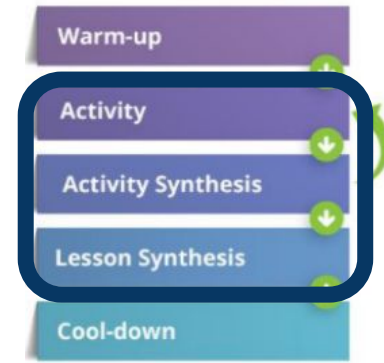 Warm-up
Activity
Activity Synthesis
Lesson Synthesis
Cool-down